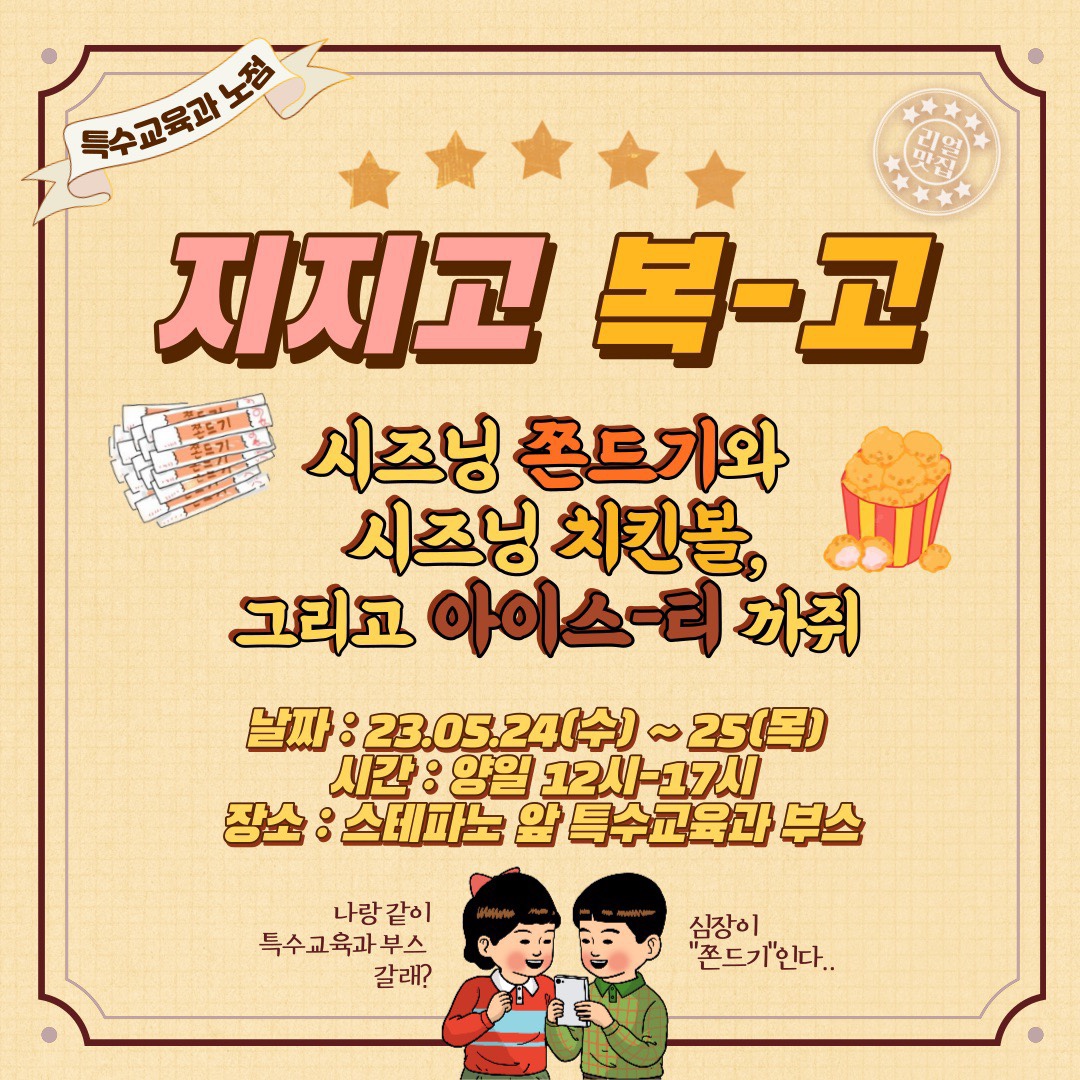 특수교육과 노점
리얼
맛집
지지고 복-고
쫀드기
쫀드기
쫀드기
쫀드기
시즈닝 쫀드기와
시즈닝 치킨볼,
그리고 아이스-티 까쥐
날짜 : 23.05.24(수) ~ 25(목)
시간 : 양일 12시-17시
장소 : 스테파노 앞 특수교육과 부스
나랑 같이
특수교육과 부스
갈래?
심장이
"쫀드기"인다..